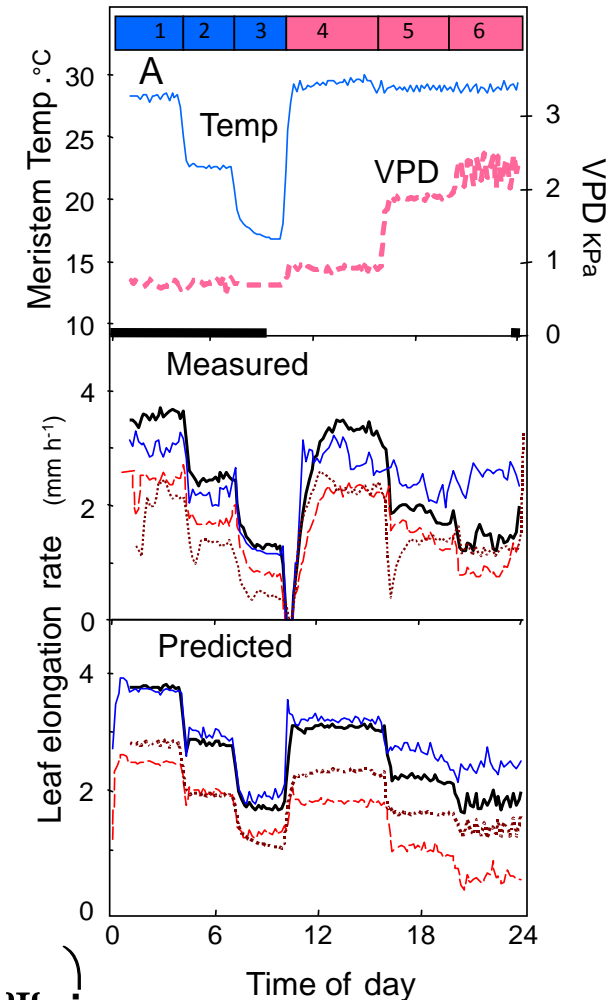 1 2 3 4 5 6
A
Temp
VPD
Meristem Temp .°C
30
25
20
15
10
VPD KPa
3
2
1
0
Measured
Leaf elongation rate (mm h⁻¹)
4
2
0
Predicted
4
2
0
0 6 12 18 24
Time of day